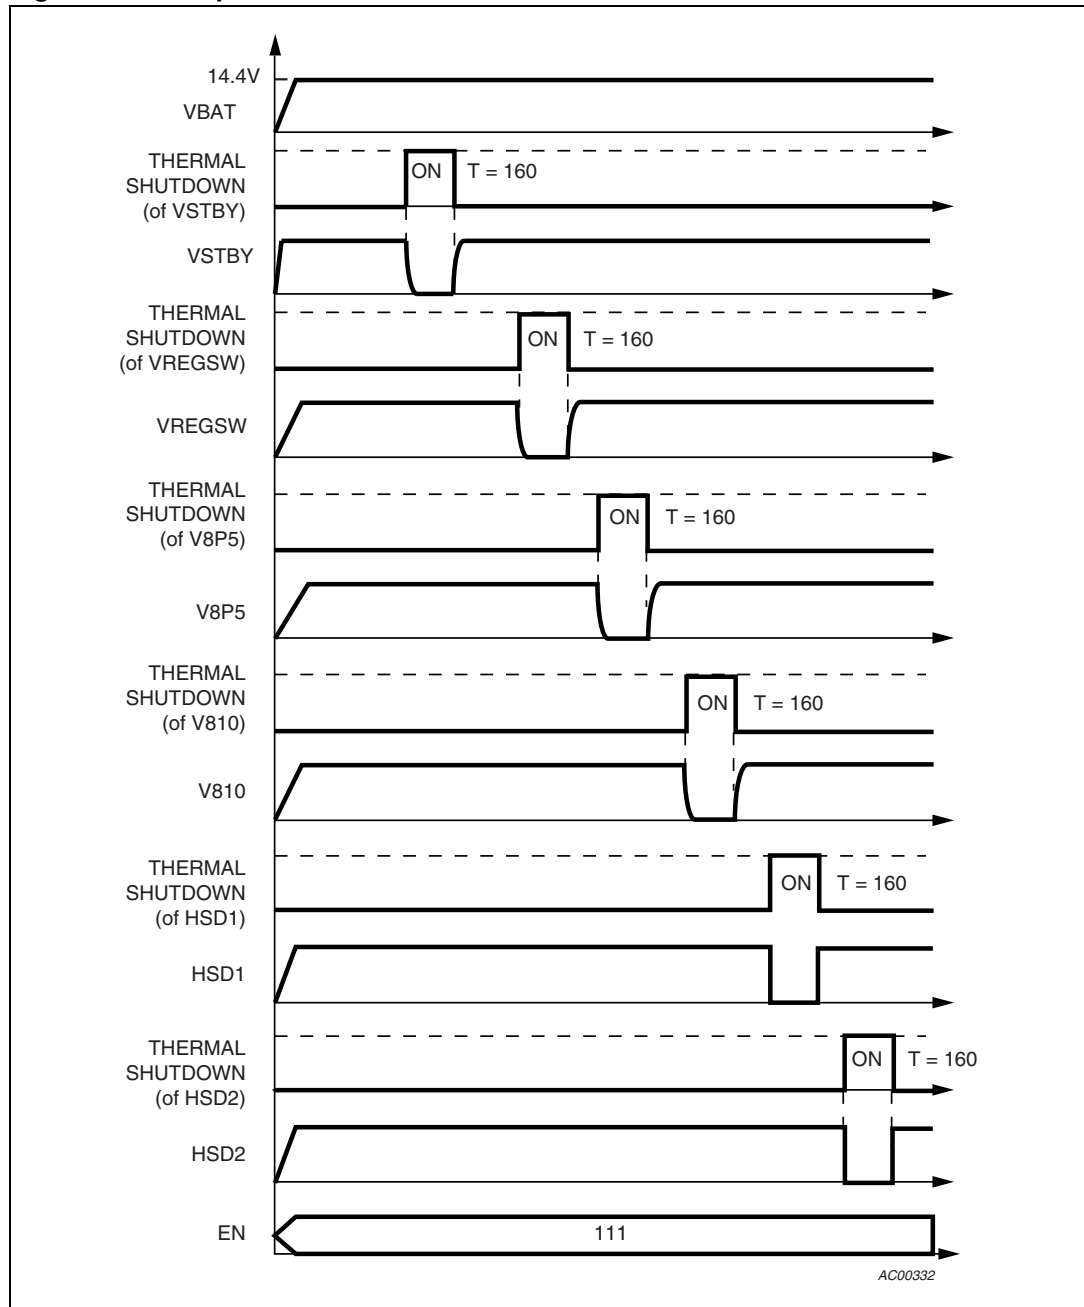 14.4V
VBAT
THERMAL
SHUTDOWN
(of VSTBY)
ON
T = 160
VSTBY
THERMAL
SHUTDOWN
(of VREGSW)
ON
T = 160
VREGSW
THERMAL
SHUTDOWN
(of V8P5)
ON
T = 160
V8P5
THERMAL
SHUTDOWN
(of V810)
ON
T = 160
V810
THERMAL
SHUTDOWN
(of HSD1)
ON
T = 160
HSD1
THERMAL
SHUTDOWN
(of HSD2)
ON
T = 160
HSD2
EN
111
AC00332